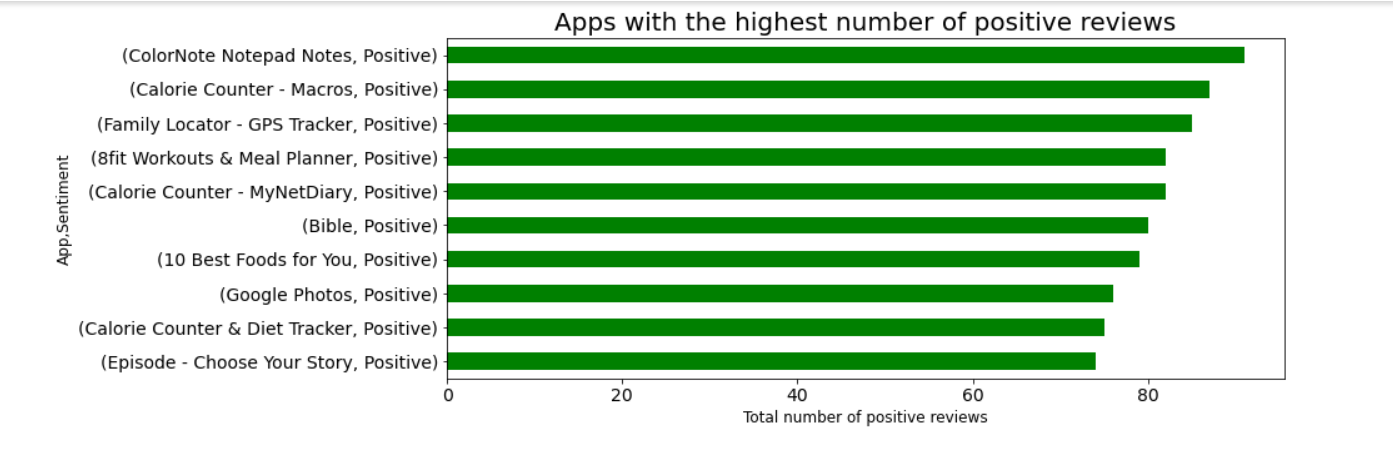 Apps with the highest number of positive reviews
(ColorNote Notepad Notes, Positive)
(Calorie Counter - Macros, Positive)
(Family Locator - GPS Tracker, Positive)
(8fit Workouts & Meal Planner, Positive)
(Calorie Counter - MyNetDiary, Positive)
(Bible, Positive)
(10 Best Foods for You, Positive)
(Google Photos, Positive)
(Calorie Counter & Diet Tracker, Positive)
(Episode - Choose Your Story, Positive)
App,Sentiment
0 20 40 60 80
Total number of positive reviews